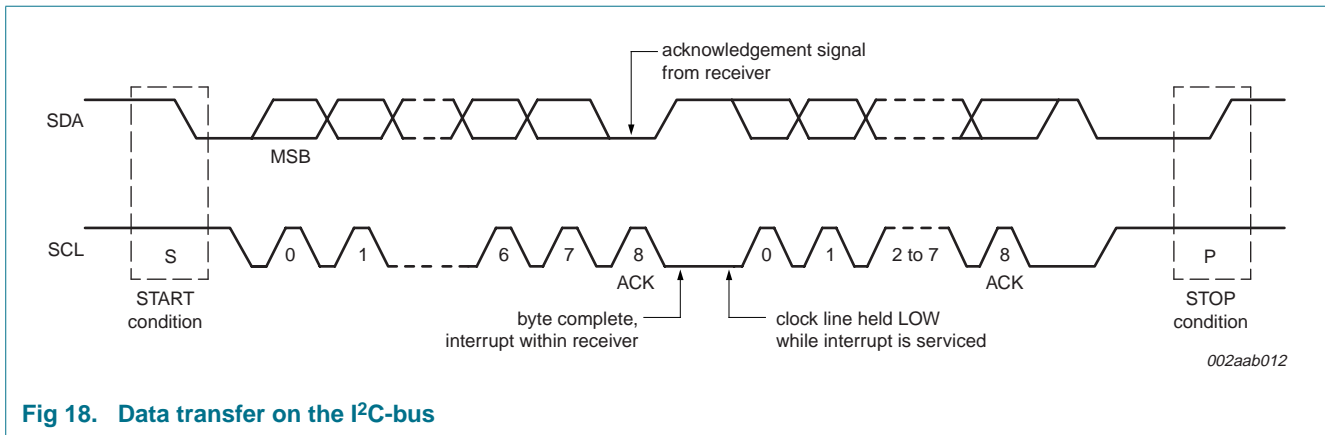 acknowledgement signal
from receiver
SDA
MSB
SCL
S
0
1
6
7
8
0
1
2 to 7
8
P
ACK
ACK
START
condition
byte complete,
interrupt within receiver
clock line held LOW
while interrupt is serviced
STOP
condition
002aab012
Fig 18. Data transfer on the I²C-bus